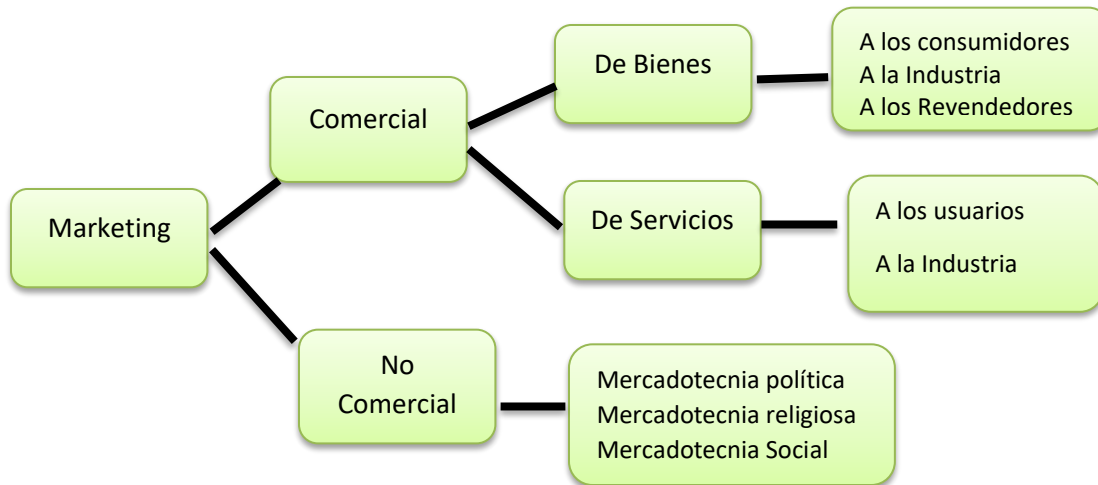 Marketing
Comercial
De Bienes
A los consumidores
A la Industria
A los Revendedores
De Servicios
A los usuarios
A la Industria
No
Comercial
Mercadotecnia política
Mercadotecnia religiosa
Mercadotecnia Social